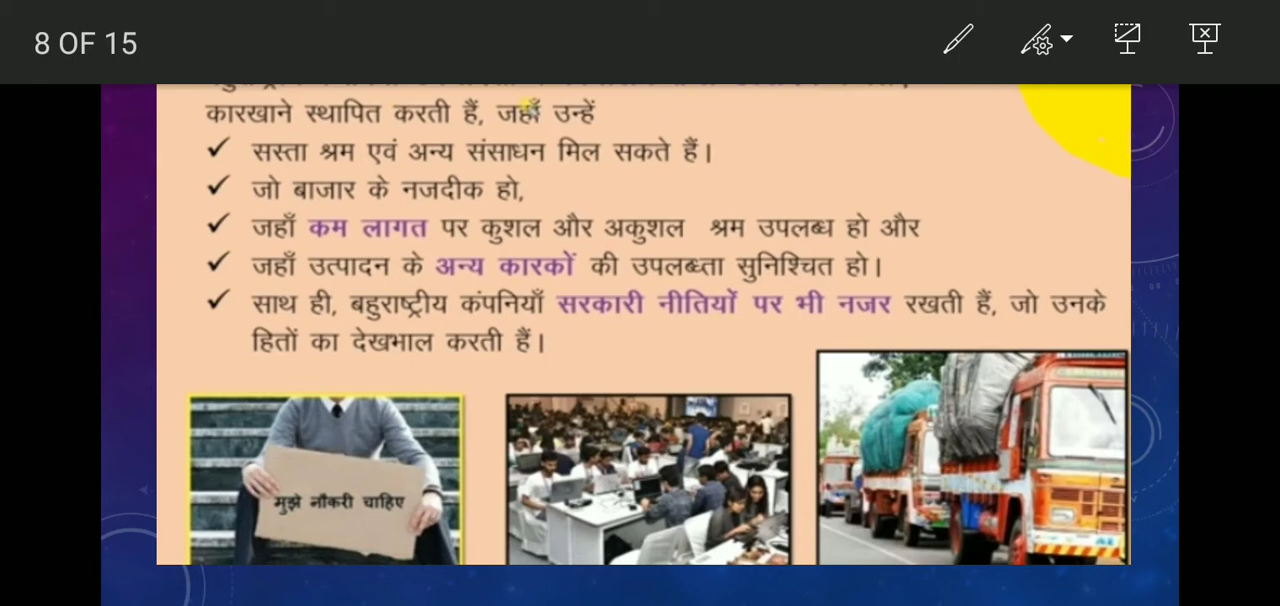 8 OF 15
कारखाने स्थापित करती हैं, जहाँ उन्हें
✓ सस्ता श्रम एवं अन्य संसाधन मिल सकते हैं।
✓ जो बाजार के नजदीक हो,
✓ जहाँ कम लागत पर कुशल और अकुशल श्रम उपलब्ध हो और
✓ जहाँ उत्पादन के अन्य कारकों की उपलब्धता सुनिश्चित हो।
✓ साथ ही, बहुराष्ट्रीय कंपनियाँ सरकारी नीतियों पर भी नजर रखती हैं, जो उनके
हितों का देखभाल करती हैं।
मुझे नौकरी चाहिए